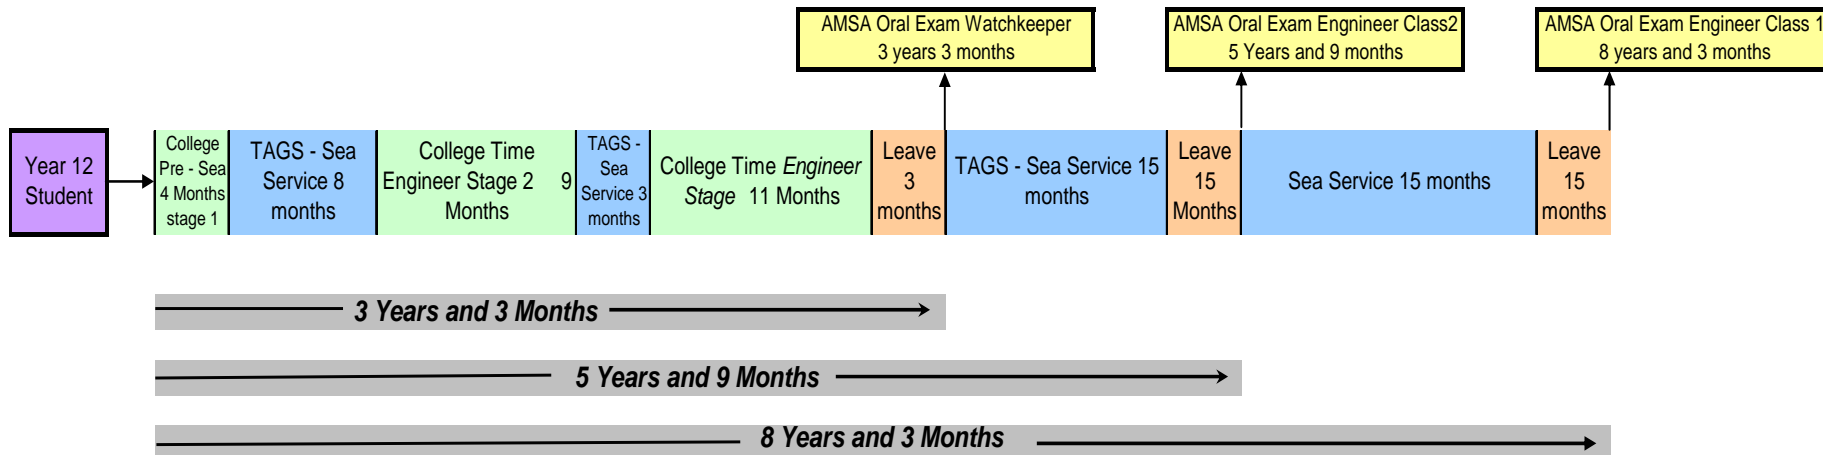 AMSA Oral Exam Watchkeeper
3 years 3 months
AMSA Oral Exam Engnineer Class2
5 Years and 9 months
AMSA Oral Exam Engineer Class 1
8 years and 3 months
Year 12
Student
College
Pre - Sea
4 Months
stage 1
TAGS - Sea
Service 8
months
College Time
Engineer Stage 2 9
Months
TAGS -
Sea
Service 3
months
College Time Engineer
Stage 11 Months
Leave
3
months
TAGS - Sea Service 15
months
Leave
15
Months
Sea Service 15 months
Leave
15
months
3 Years and 3 Months
5 Years and 9 Months
8 Years and 3 Months